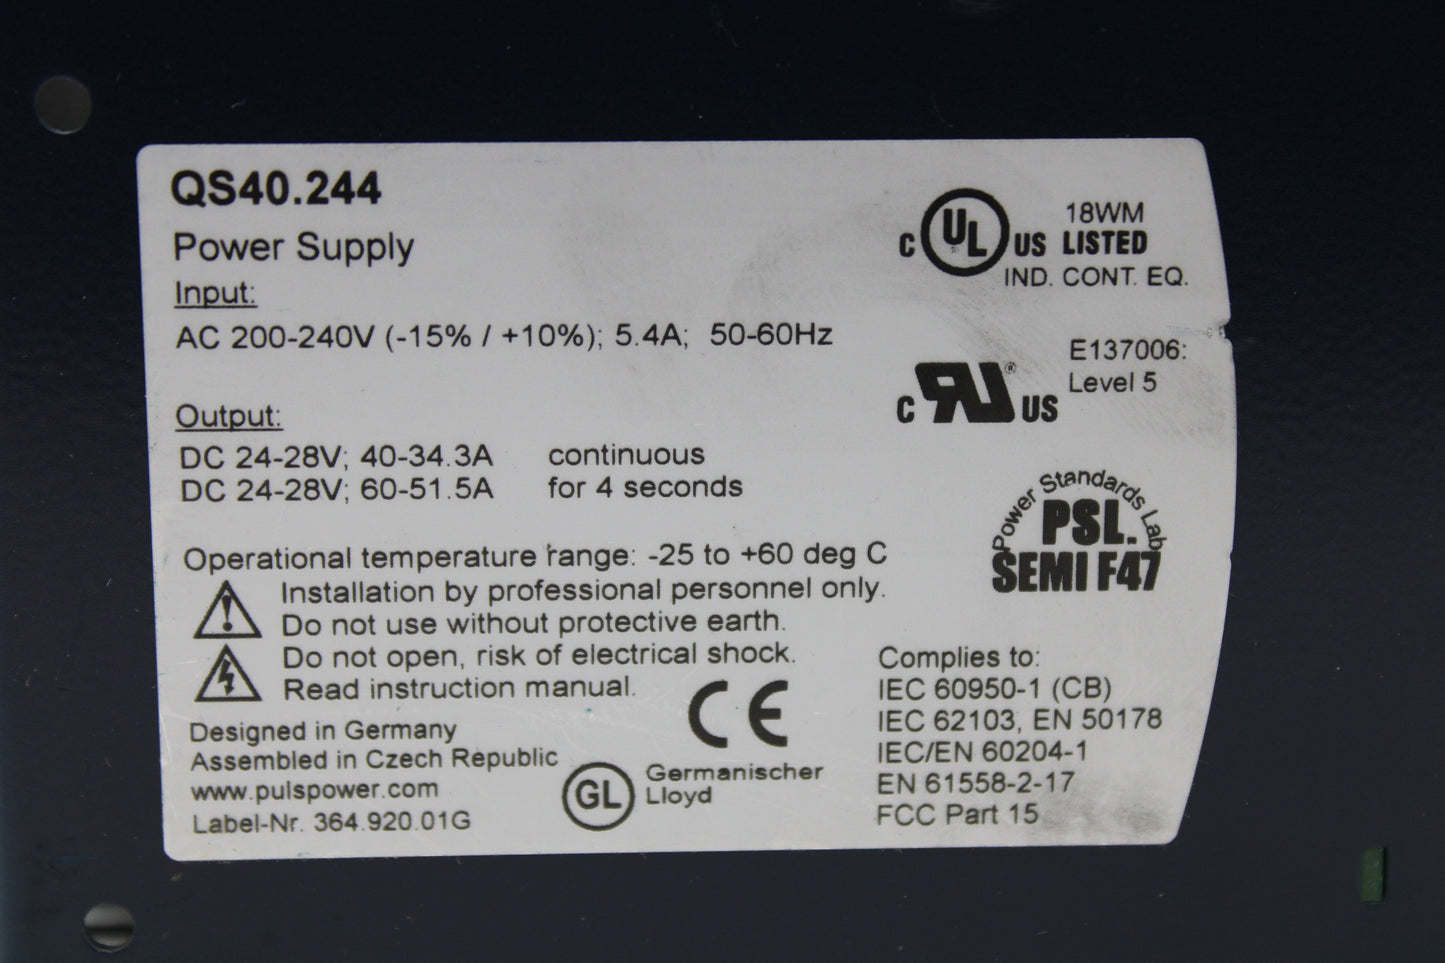 QS40.244
Power Supply
Input:
AC 200-240V (-15% / +10%); 5.4A; 50-60Hz
Output:
DC 24-28V; 40-34.3A continuous
DC 24-28V; 60-51.5A for 4 seconds
Operational temperature range: -25 to +60 deg C
Installation by professional personnel only.
Do not use without protective earth.
Do not open, risk of electrical shock.
Read instruction manual.
Designed in Germany
Assembled in Czech Republic
www.pulspower.com
Label-Nr. 364.920.01G
CE
GL
Germanischer
Lloyd
18WM
C UL US LISTED
IND. CONT. EQ.
E137006:
Level 5
C RU® US
Power Standards Lab
PSL.
SEMI F47
Complies to:
IEC 60950-1 (CB)
IEC 62103, EN 50178
IEC/EN 60204-1
EN 61558-2-17
FCC Part 15